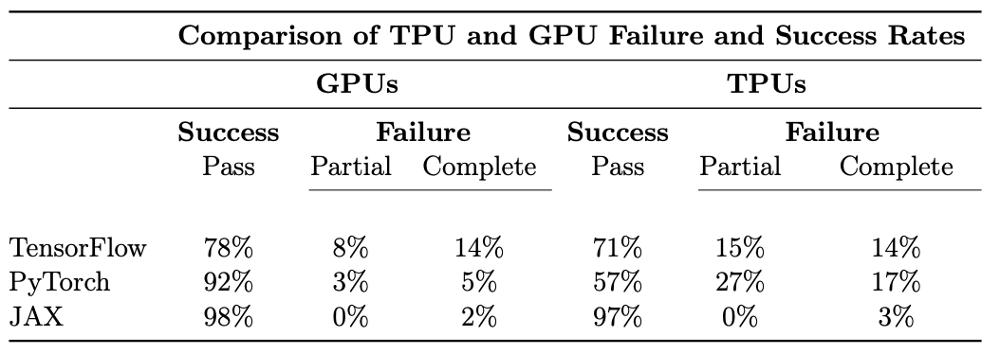 Comparison of TPU and GPU Failure and Success Rates
GPUs TPUs
Success Failure Success Failure
Pass Partial Complete Pass Partial Complete
TensorFlow 78% 8% 14% 71% 15% 14%
PyTorch 92% 3% 5% 57% 27% 17%
JAX 98% 0% 2% 97% 0% 3%